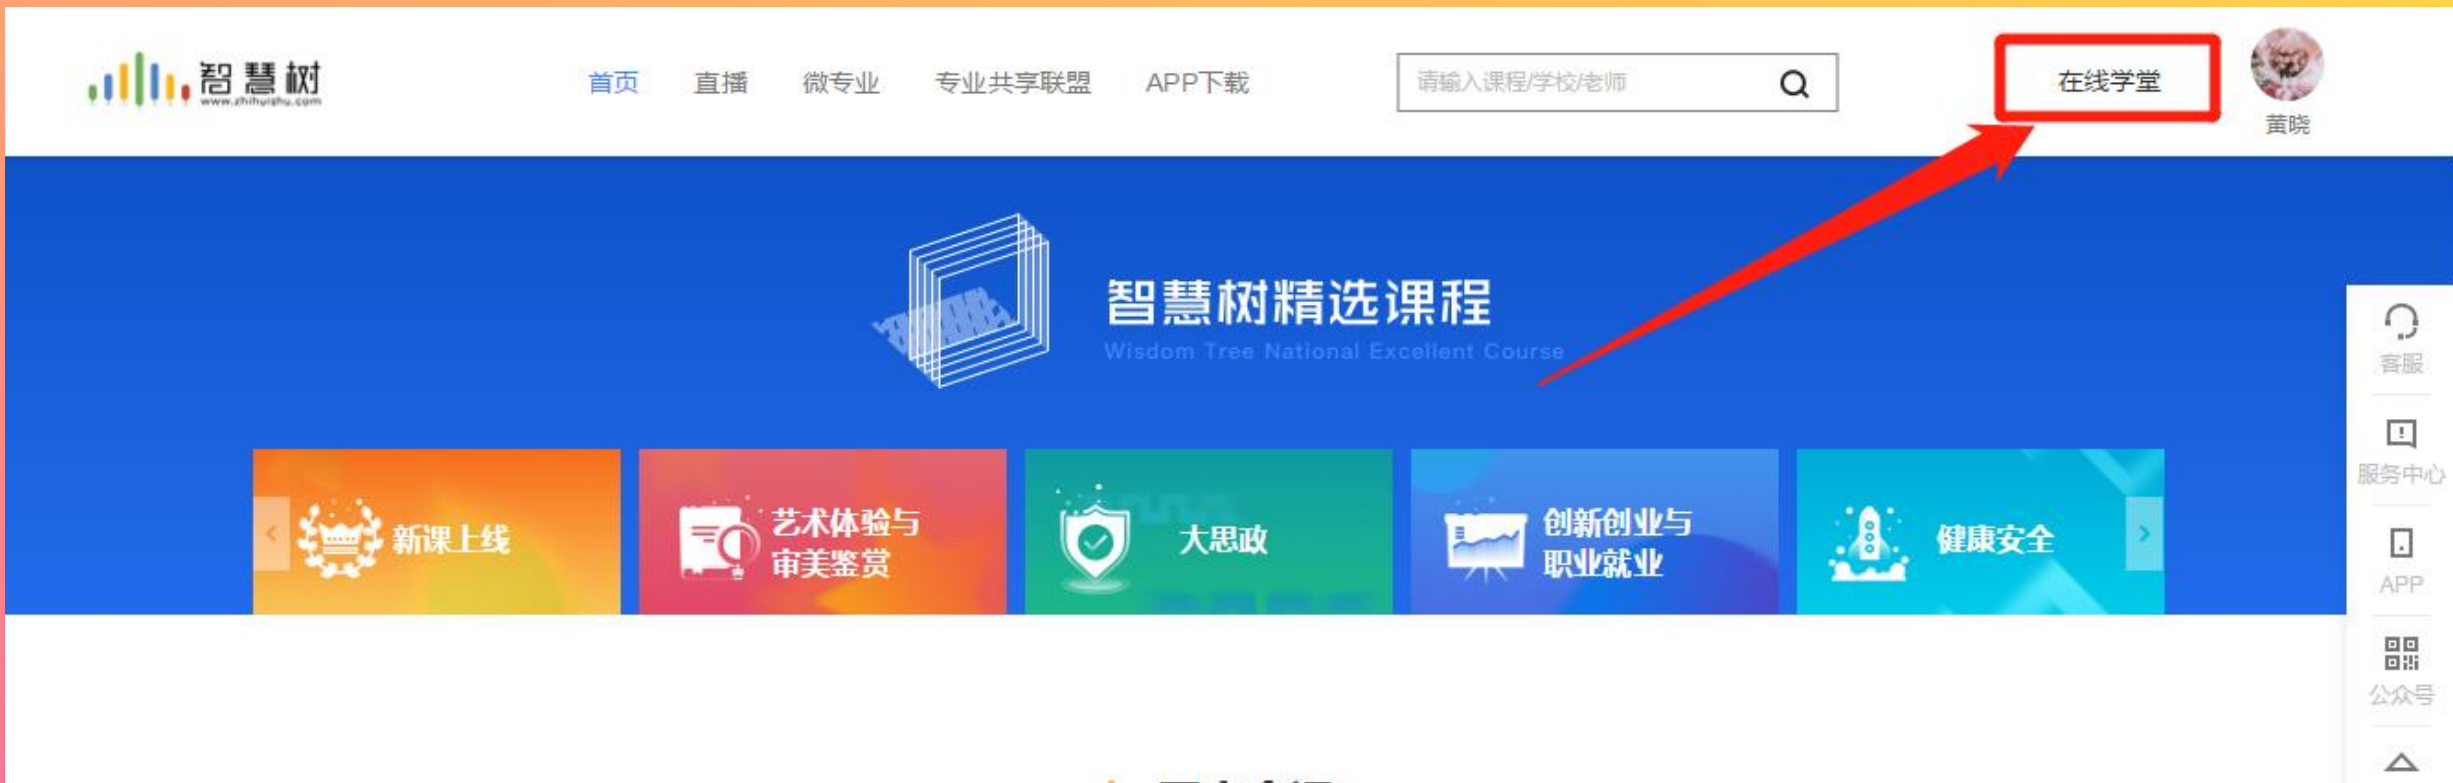 智慧树
www.zhihuishu.com
首页 直播 微专业 专业共享联盟 APP下载
请输入课程/学校/老师
在线学堂
黄晓
智慧树精选课程
Wisdom Tree National Excellent Course
新课上线
艺术体验与
审美鉴赏
大思政
创新创业与
职业就业
健康安全
客服
服务中心
APP
公众号